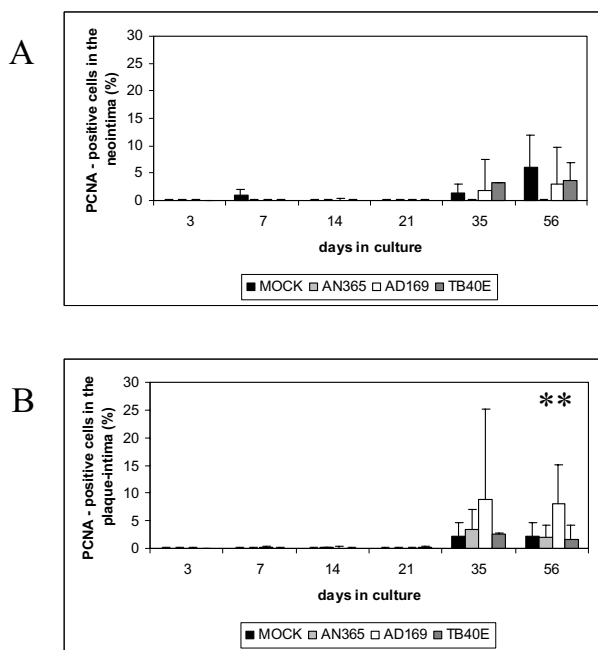 A
PCNA - positive cells in the
neointima (%)
30
25
20
15
10
5
0
3 7 14 21 35 56
days in culture
MOCK AN365 AD169 TB40E
B
PCNA - positive cells in the
plaque-intima (%)
30
25
20
15
10
5
0
**
3 7 14 21 35 56
days in culture
MOCK AN365 AD169 TB40E